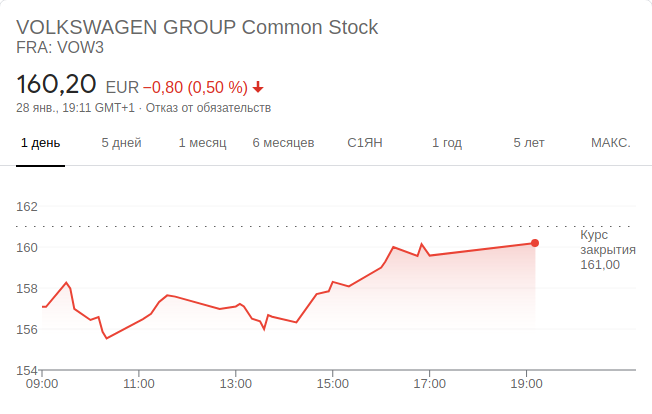 VOLKSWAGEN GROUP Common Stock
FRA: VOW3
160,20 EUR −0,80 (0,50 %)
28 янв., 19:11 GMT+1 · Отказ от обязательств
1 день 5 дней 1 месяц 6 месяцев С1ЯН 1 год 5 лет МАКС.
162
160
158
156
154
Курс
закрытия
161,00
09:00 11:00 13:00 15:00 17:00 19:00